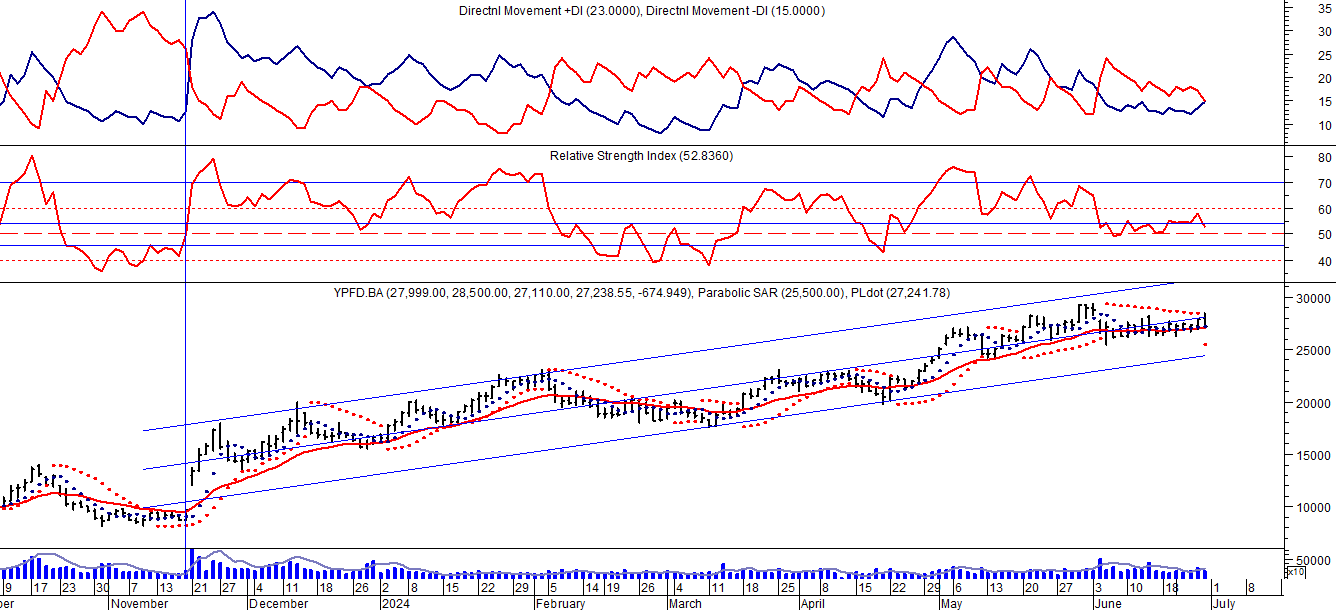 Directnl Movement +DI (23.0000), Directnl Movement -DI (15.0000)
35
30
25
20
15
10
Relative Strength Index (52.8360)
80
70
60
50
40
YPFD.BA (27,999.00, 28,500.00, 27,110.00, 27,238.55, -674.949), Parabolic SAR (25,500.00), PLdot (27,241.78)
30000
25000
20000
15000
10000
50000
x10
9 17 23 30 7 13 21 27 4 11 18 26 2 8 15 22 29 5 14 19 26 4 11 18 25 4 8 15 22 29 6 13 20 27 3 10 18 1 8
ber November December 2024 February March April May June July